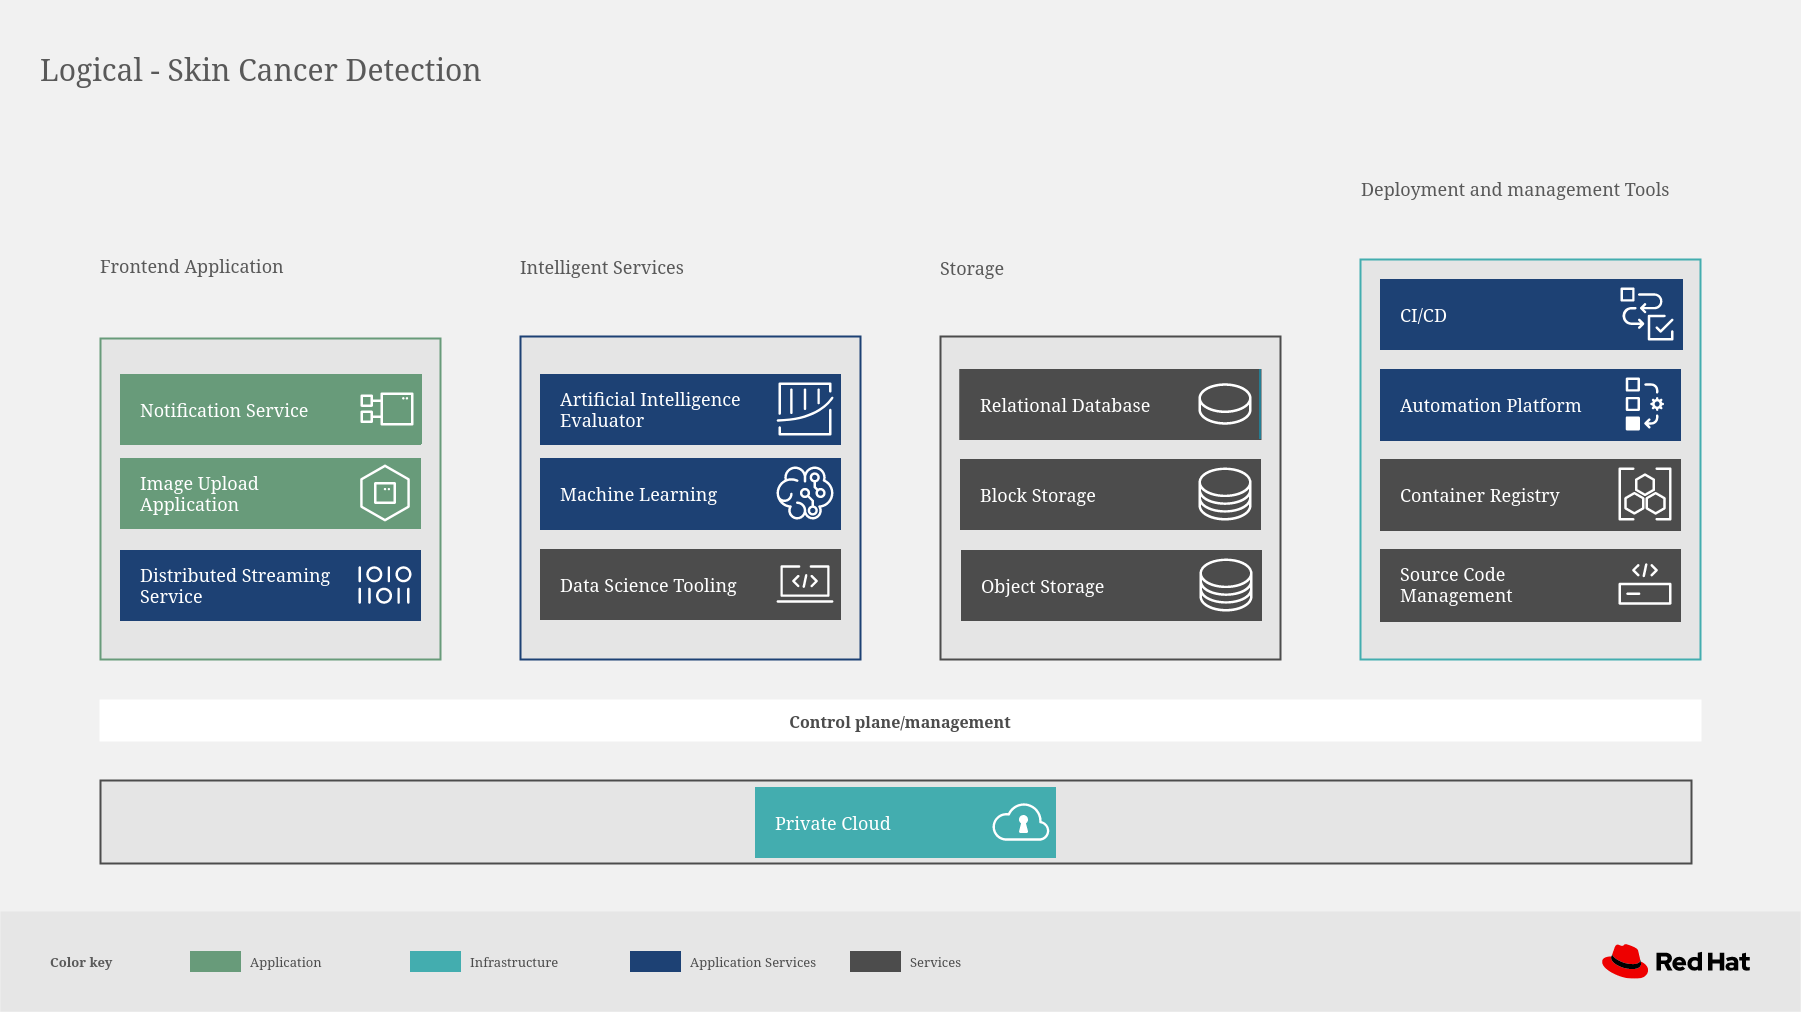 Logical - Skin Cancer Detection
Deployment and management Tools
Frontend Application
Intelligent Services
Storage
Notification Service
Image Upload
Application
Distributed Streaming
Service
Artificial Intelligence
Evaluator
Machine Learning
Data Science Tooling
Relational Database
Block Storage
Object Storage
CI/CD
Automation Platform
Container Registry
Source Code
Management
Control plane/management
Private Cloud
Color key
Application
Infrastructure
Application Services
Services
Red Hat